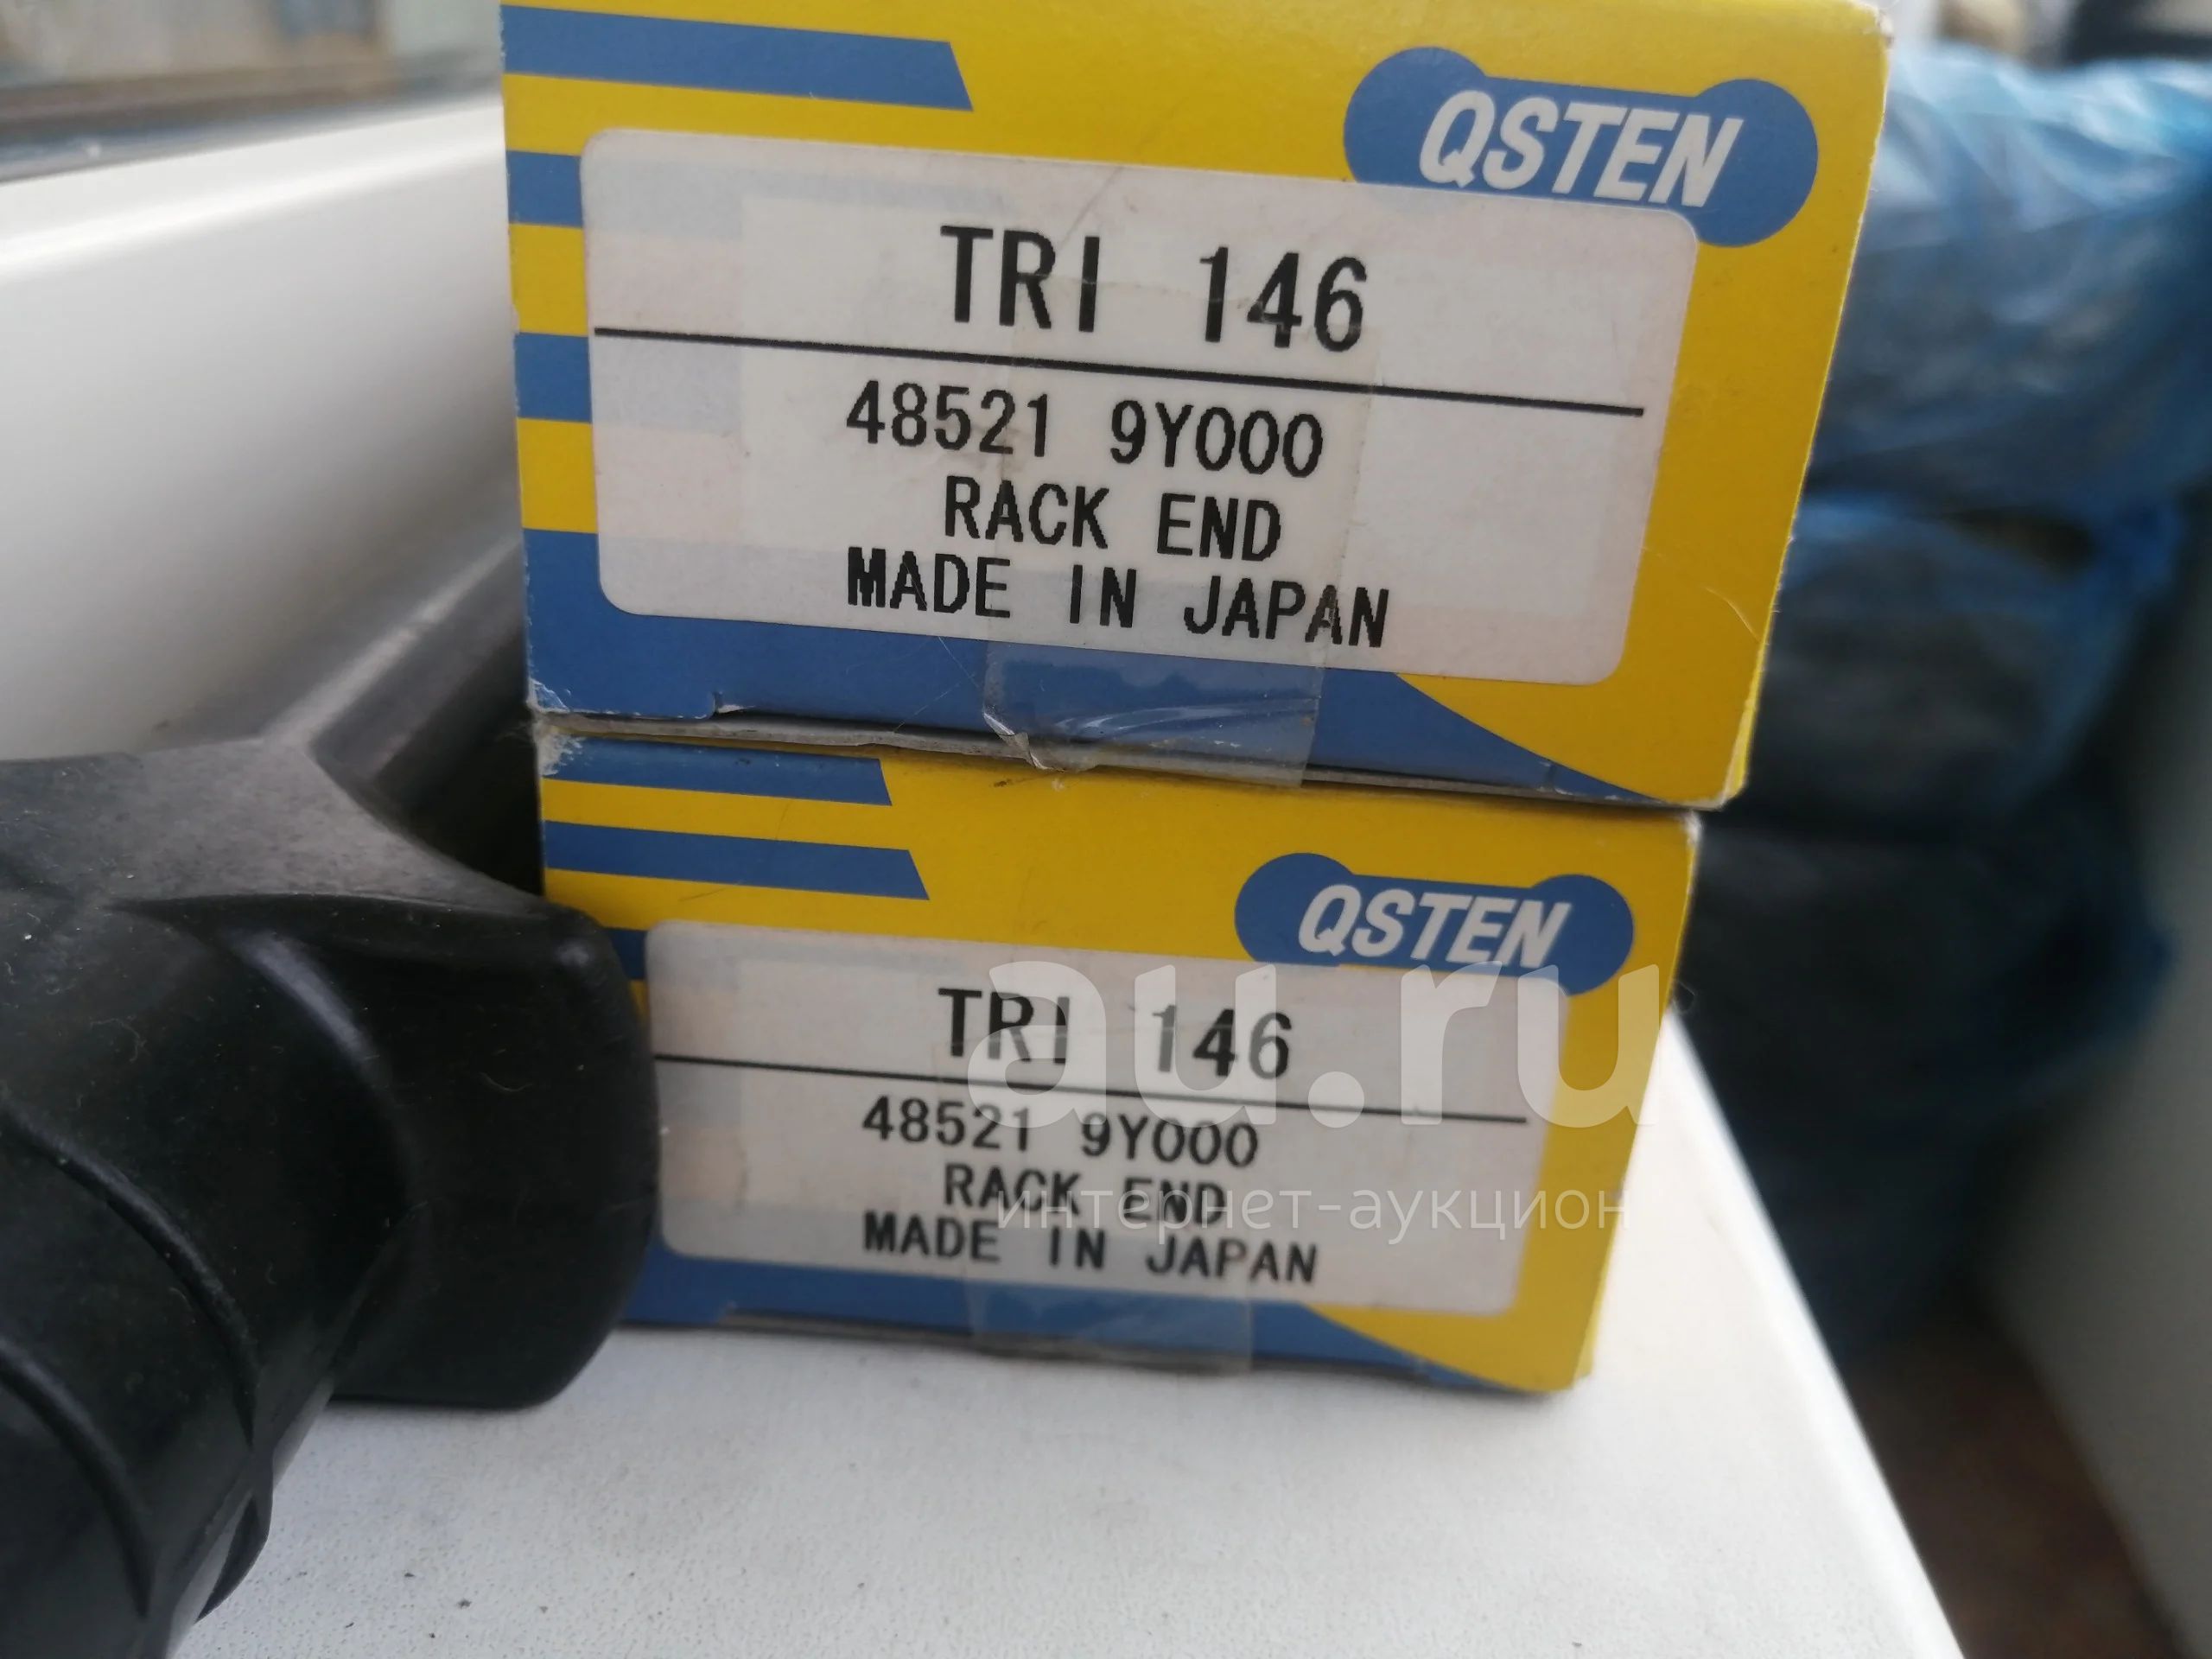 QSTEN
TRI 146
48521 9Y000
RACK END
MADE IN JAPAN
QSTEN
TRI 146
48521 9Y000
RACK END
MADE IN JAPAN
au.ru
интернет-аукцион